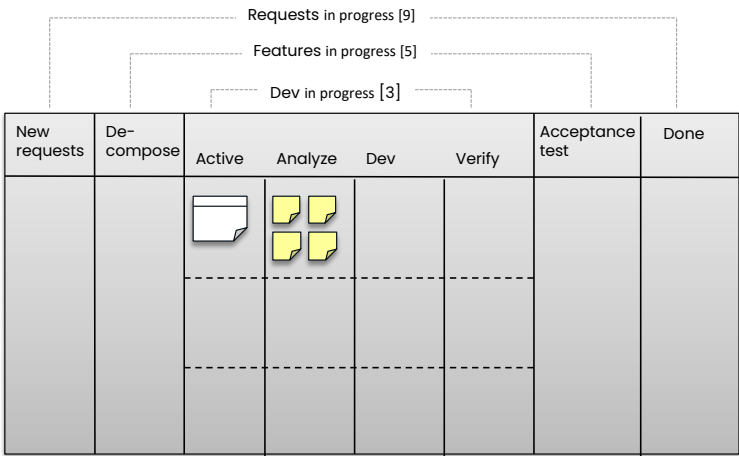 Requests in progress [9]
Features in progress [5]
Dev in progress [3]
New
requests
De-
compose
Active
Analyze
Dev
Verify
Acceptance
test
Done